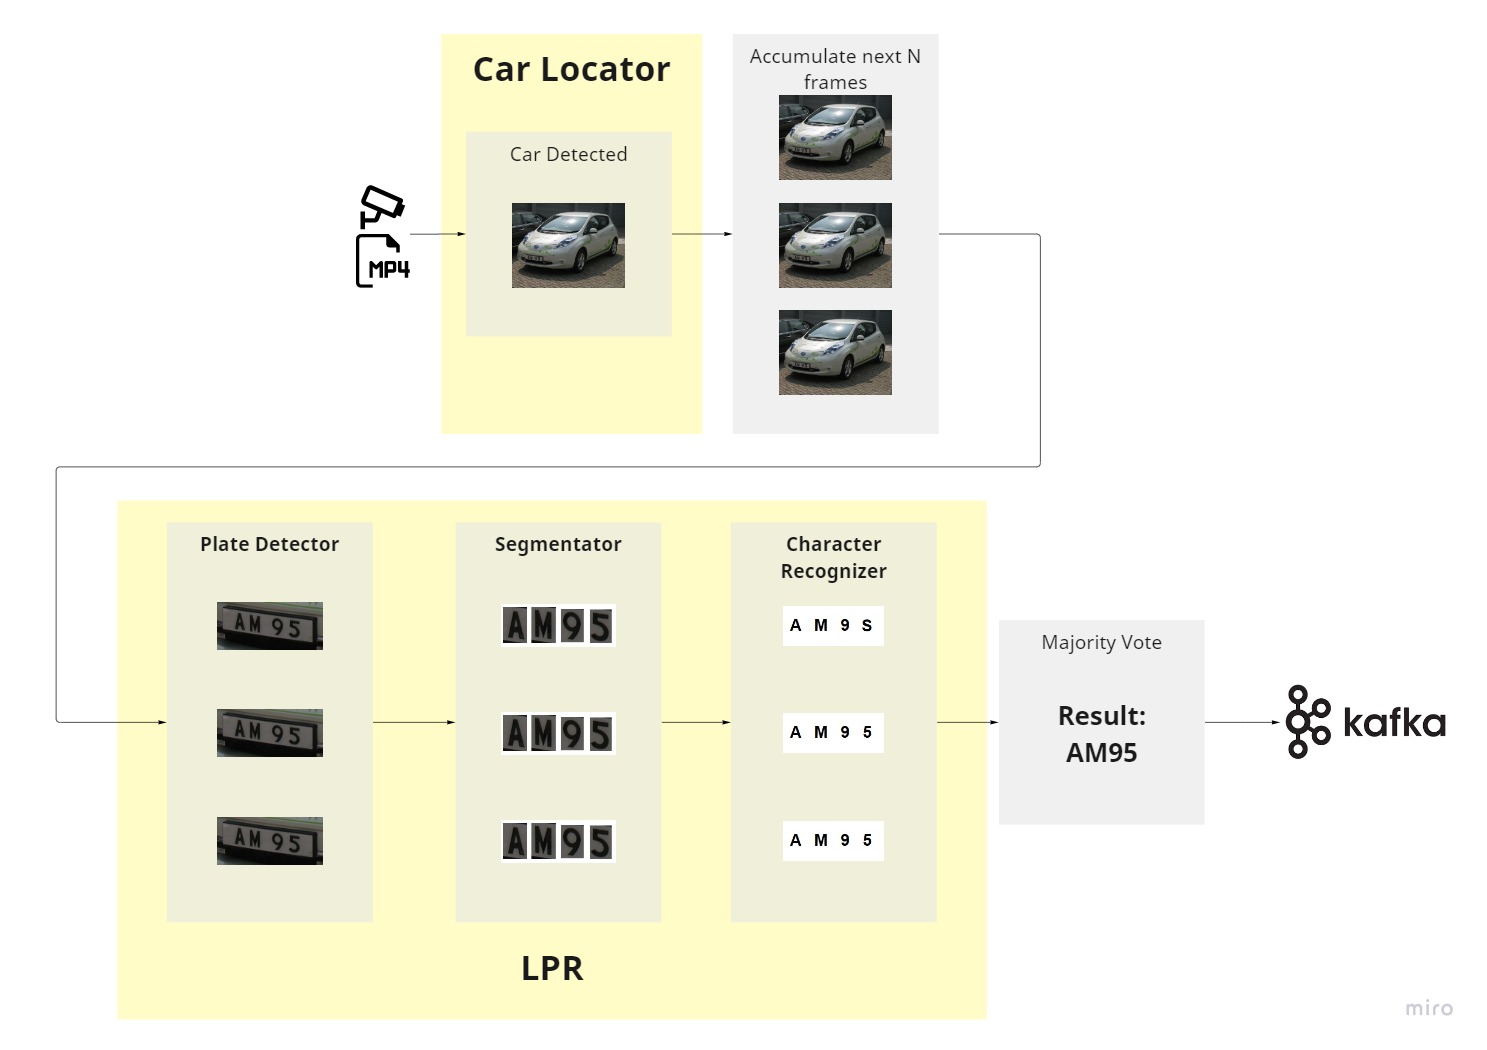 Car Locator
Accumulate next N
frames
Car Detected
MP4
Plate Detector
Segmentator
Character
Recognizer
AM 95
AM95
A M 9 S
Majority Vote
AM 95
AM95
A M 9 5
Result:
AM95
kafka
AM 95
AM95
A M 9 5
LPR
miro